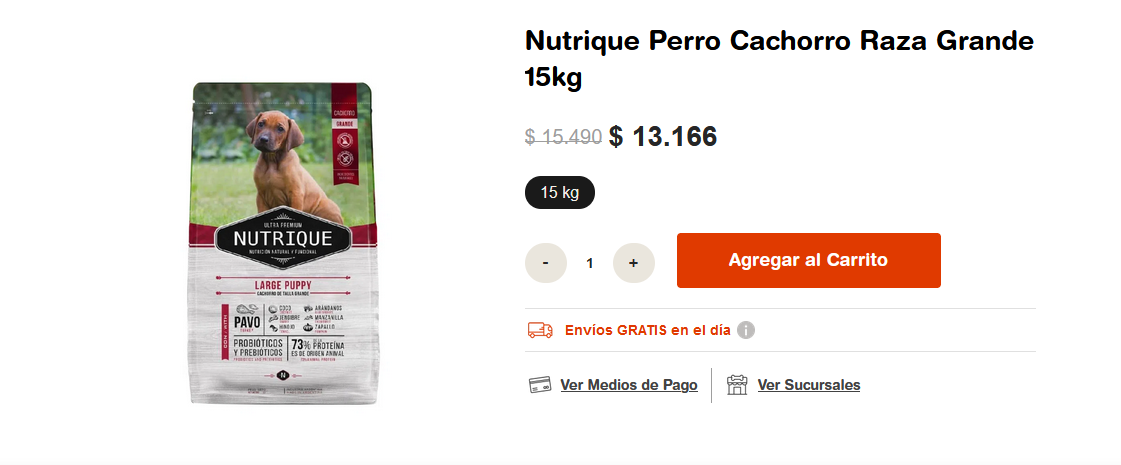 Nutrique Perro Cachorro Raza Grande
15kg
$ 15.490 $ 13.166
15 kg
- 1 +
Agregar al Carrito
Envíos GRATIS en el día
Ver Medios de Pago
Ver Sucursales
CACHORRO
GRANDE
ULTRA PREMIUM
NUTRIQUE
NUTRICIÓN NATURAL Y FUNCIONAL
LARGE PUPPY
CACHORRO DE TALLA GRANDE
PAVO
COCO
JENGIBRE
HINOJO
ARÁNDANOS
MANZANILLA
ZAPALLO
PROBIÓTICOS
Y PREBIÓTICOS
73% PROTEÍNA
ES DE ORIGEN ANIMAL
N